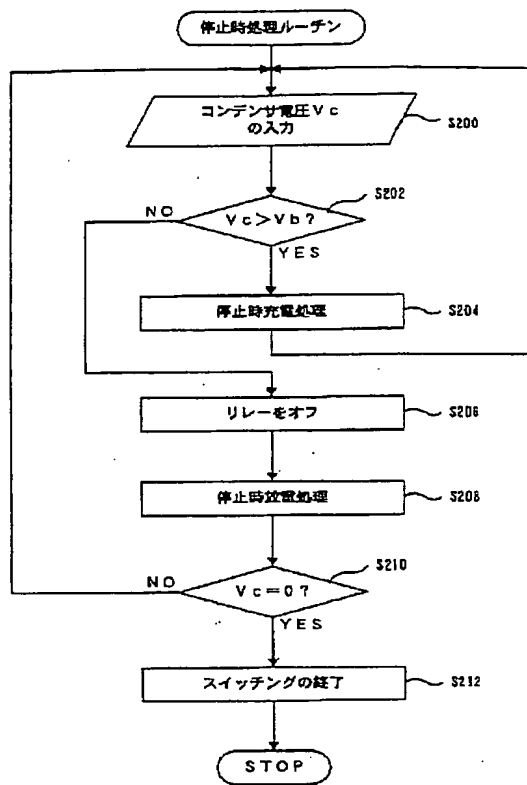 停止時処理ルーチン
コンデンサ電圧Vc
の入力
S200
S202
NO
Vc>Vb?
YES
停止時充電処理
S204
リレーをオフ
S206
停止時放電処理
S208
S210
NO
Vc=0?
YES
スイッチングの終了
S212
STOP